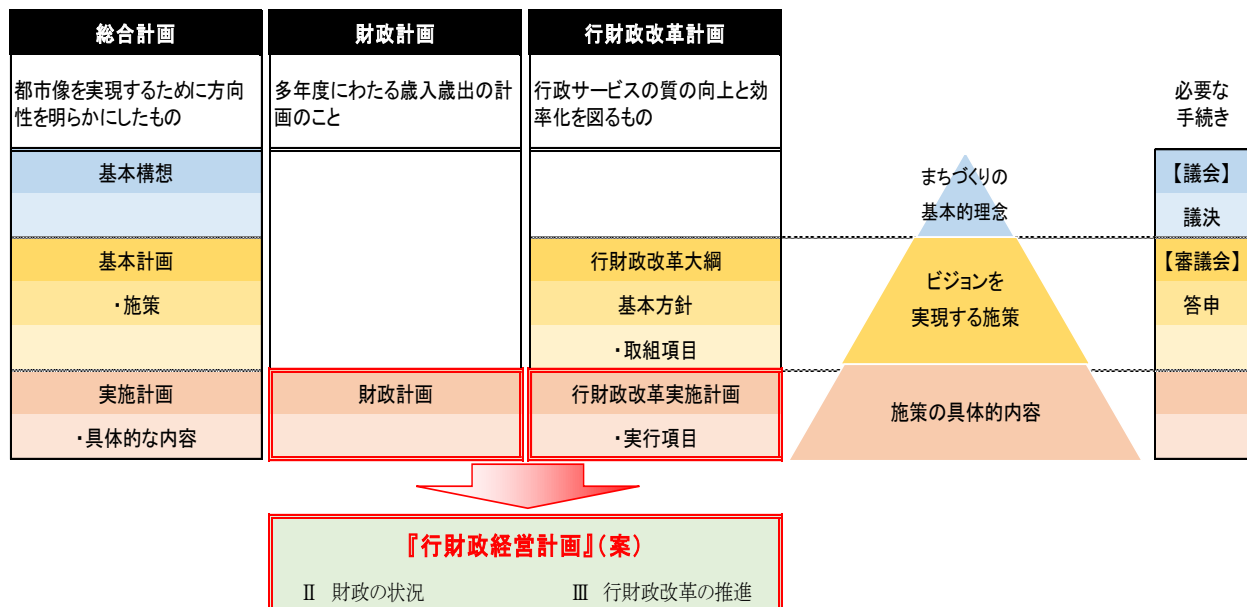 総合計画
財政計画
行財政改革計画
都市像を実現するために方向
性を明らかにしたもの
多年度にわたる歳入歳出の計
画のこと
行政サービスの質の向上と効
率化を図るもの
必要な
手続き
基本構想
まちづくりの
基本的理念
【議会】
議決
基本計画
・施策
行財政改革大綱
基本方針
・取組項目
ビジョンを
実現する施策
【審議会】
答申
実施計画
・具体的な内容
財政計画
行財政改革実施計画
・実行項目
施策の具体的内容
『行財政経営計画』(案)
Ⅱ 財政の状況
Ⅲ 行財政改革の推進